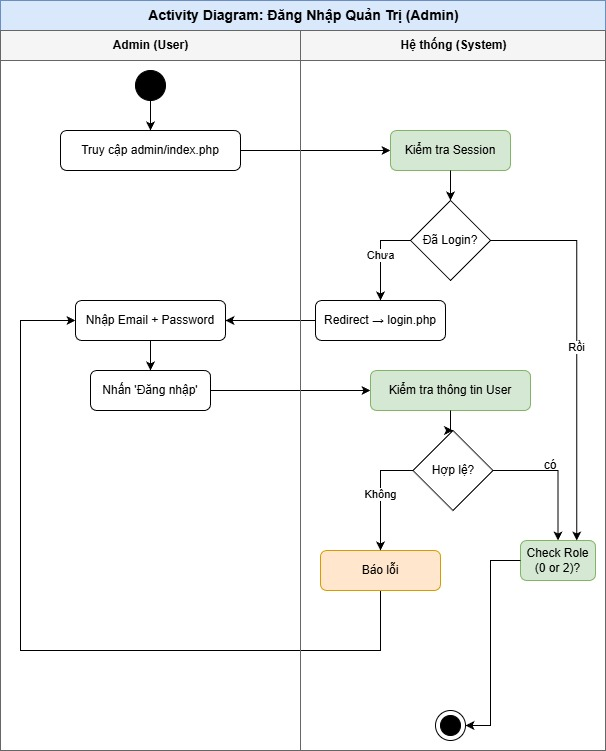 Activity Diagram: Đăng Nhập Quản Trị (Admin)
Admin (User)
Hệ thống (System)
Truy cập admin/index.php
Kiểm tra Session
Đã Login?
Chưa
Rồi
Nhập Email + Password
Redirect → login.php
Nhấn 'Đăng nhập'
Kiểm tra thông tin User
Hợp lệ?
có
Không
Báo lỗi
Check Role
(0 or 2)?